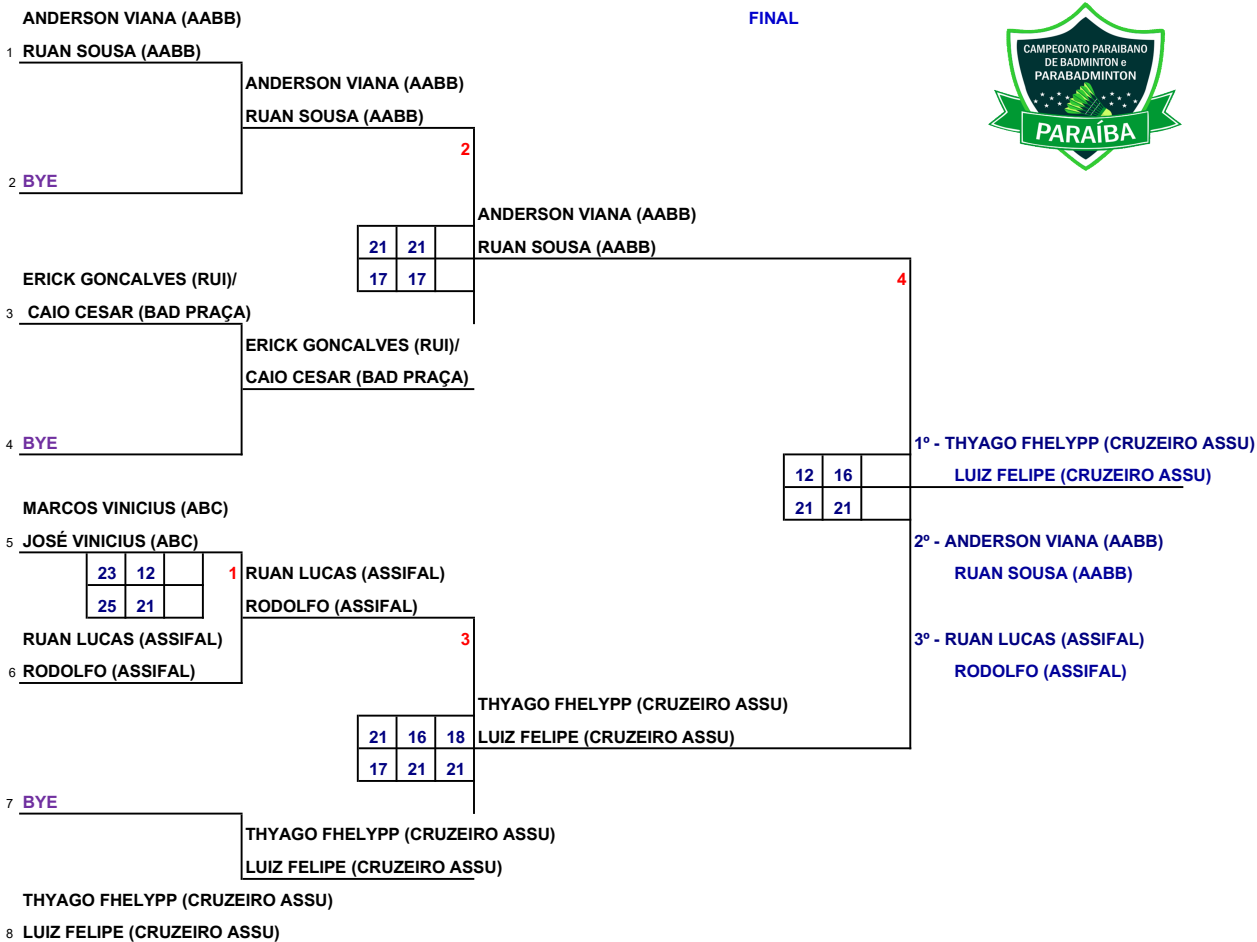 ANDERSON VIANA (AABB)
FINAL
CAMPEONATO PARAIBANO
DE BADMINTON e
PARABADMINTON
PARAÍBA
1 RUAN SOUSA (AABB)
ANDERSON VIANA (AABB)
RUAN SOUSA (AABB)
2
2 BYE
ANDERSON VIANA (AABB)
21 21 RUAN SOUSA (AABB)
17 17
4
ERICK GONCALVES (RUI)/
3 CAIO CESAR (BAD PRAÇA)
ERICK GONCALVES (RUI)/
CAIO CESAR (BAD PRAÇA)
4 BYE
1º - THYAGO FHELYPP (CRUZEIRO ASSU)
12 16 LUIZ FELIPE (CRUZEIRO ASSU)
21 21
MARCOS VINICIUS (ABC)
5 JOSÉ VINICIUS (ABC)
2º - ANDERSON VIANA (AABB)
23 12 1 RUAN LUCAS (ASSIFAL)
RUAN SOUSA (AABB)
25 21 RODOLFO (ASSIFAL)
RUAN LUCAS (ASSIFAL)
3
3º - RUAN LUCAS (ASSIFAL)
6 RODOLFO (ASSIFAL)
RODOLFO (ASSIFAL)
THYAGO FHELYPP (CRUZEIRO ASSU)
21 16 18 LUIZ FELIPE (CRUZEIRO ASSU)
17 21 21
7 BYE
THYAGO FHELYPP (CRUZEIRO ASSU)
LUIZ FELIPE (CRUZEIRO ASSU)
THYAGO FHELYPP (CRUZEIRO ASSU)
8 LUIZ FELIPE (CRUZEIRO ASSU)